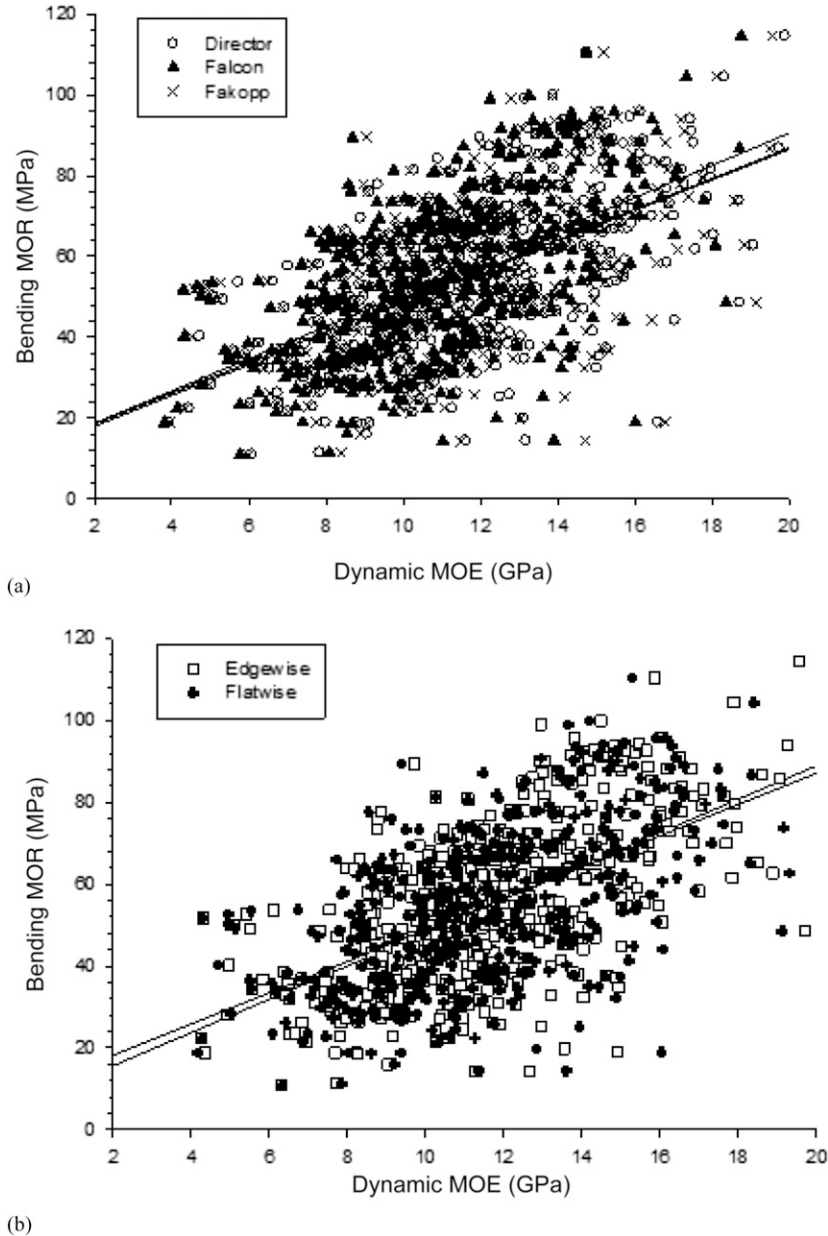 120
Director
Falcon
Fakopp
100
80
60
40
20
0
Bending MOR (MPa)
2 4 6 8 10 12 14 16 18 20
Dynamic MOE (GPa)
(a)
120
Edgewise
Flatwise
100
80
60
40
20
0
Bending MOR (MPa)
2 4 6 8 10 12 14 16 18 20
Dynamic MOE (GPa)
(b)